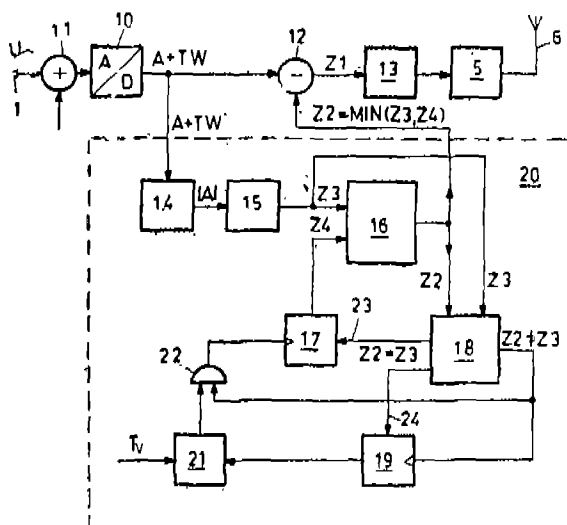 11
10
12
A
D
A+TW
Z1
13
5
6
1
Z2=MIN(Z3,Z4)
A+TW
20
14
|A|
15
Z3
Z4
16
Z2
Z3
23
22
17
Z2=Z3
18
Z2≠Z3
24
Tv
21
19